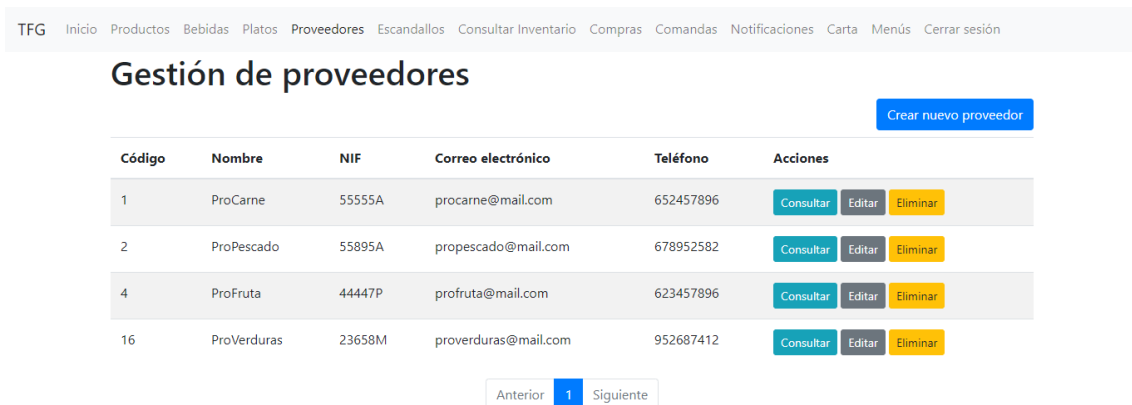 TFG Inicio Productos Bebidas Platos Proveedores Escandallos Consultar Inventario Compras Comandas Notificaciones Carta Menús Cerrar sesión
Gestión de proveedores
Crear nuevo proveedor
Código Nombre NIF Correo electrónico Teléfono Acciones
1 ProCarne 55555A procarne@mail.com 652457896 Consultar Editar Eliminar
2 ProPescado 55895A propescado@mail.com 678952582 Consultar Editar Eliminar
4 ProFruta 44447P profruta@mail.com 623457896 Consultar Editar Eliminar
16 ProVerduras 23658M proverduras@mail.com 952687412 Consultar Editar Eliminar
Anterior 1 Siguiente